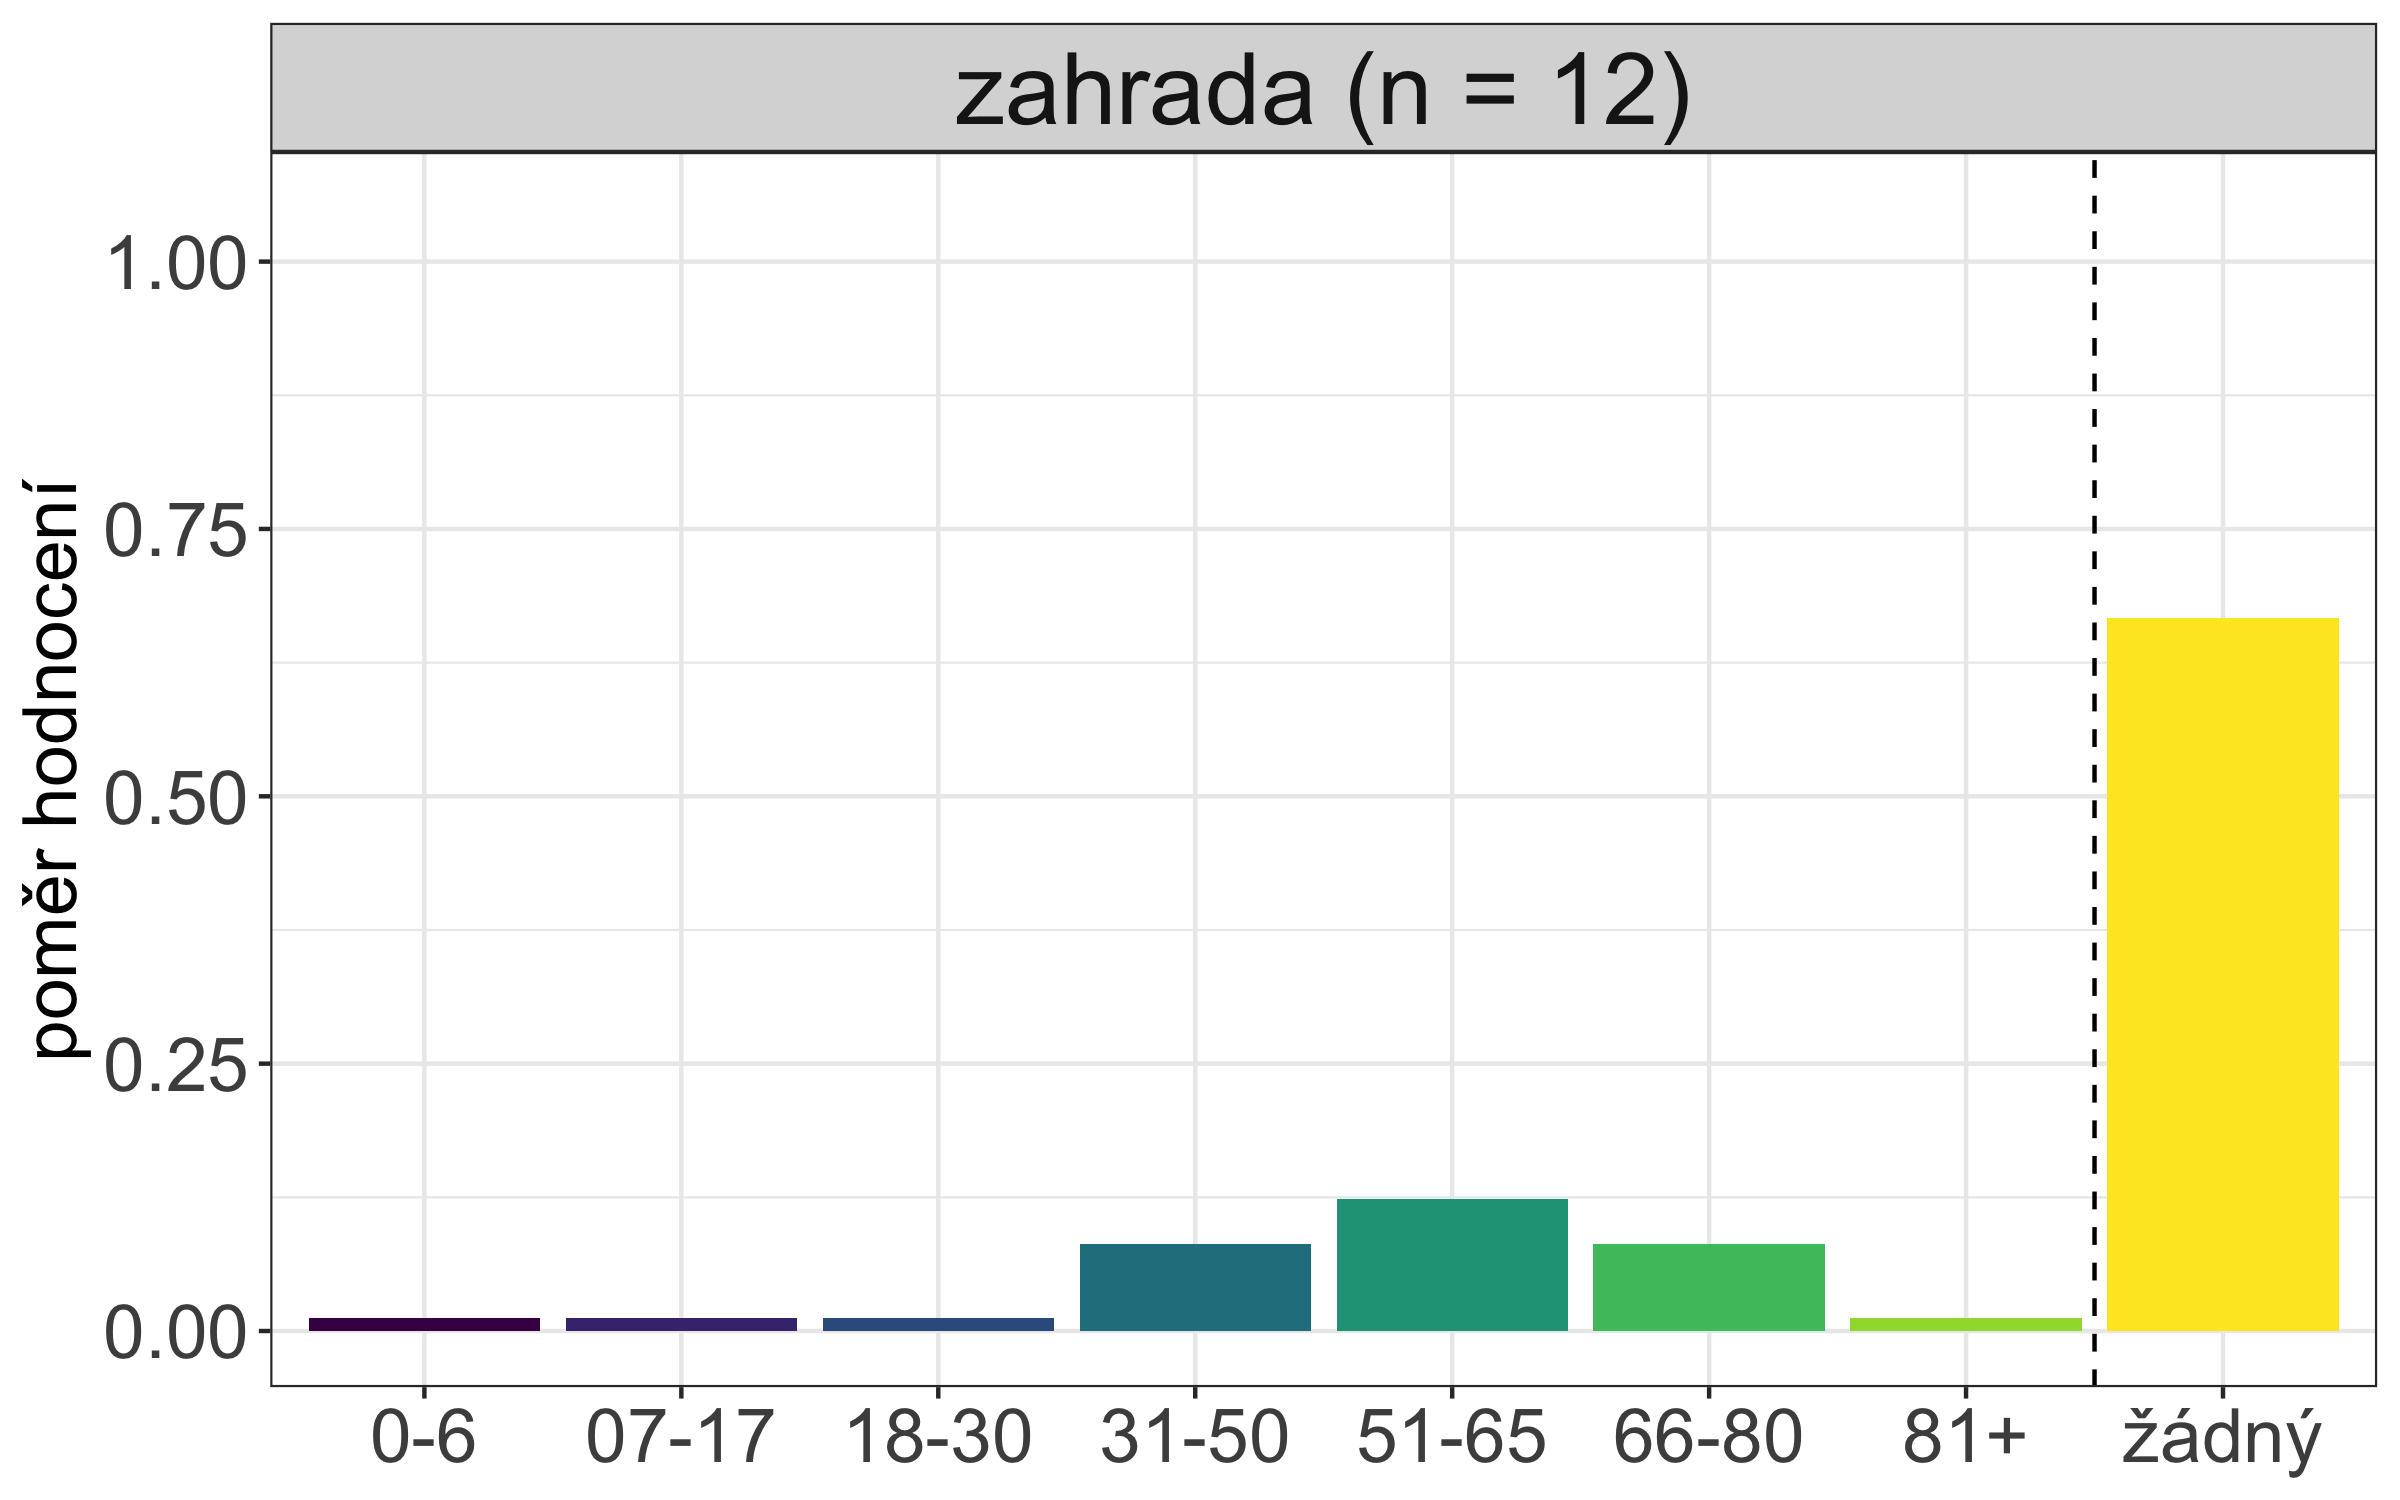 zahrada (n = 12)
poměr hodnocení
1.00
0.75
0.50
0.25
0.00
0-6 07-17 18-30 31-50 51-65 66-80 81+ žádný